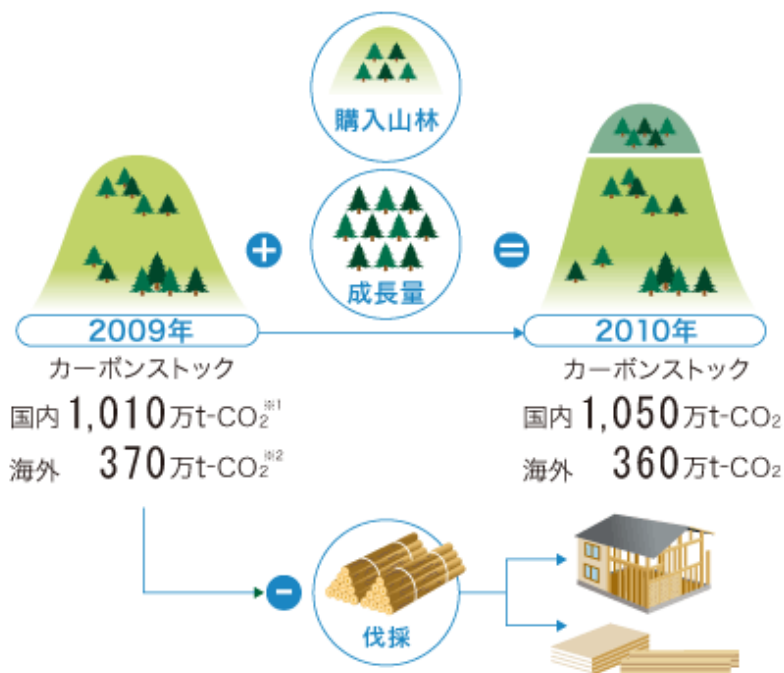 購入山林
+
成長量
=
2009年
2010年
カーボンストック
国内 1,010万t-CO₂※1
海外 370万t-CO₂※2
カーボンストック
国内 1,050万t-CO₂
海外 360万t-CO₂
-
伐採